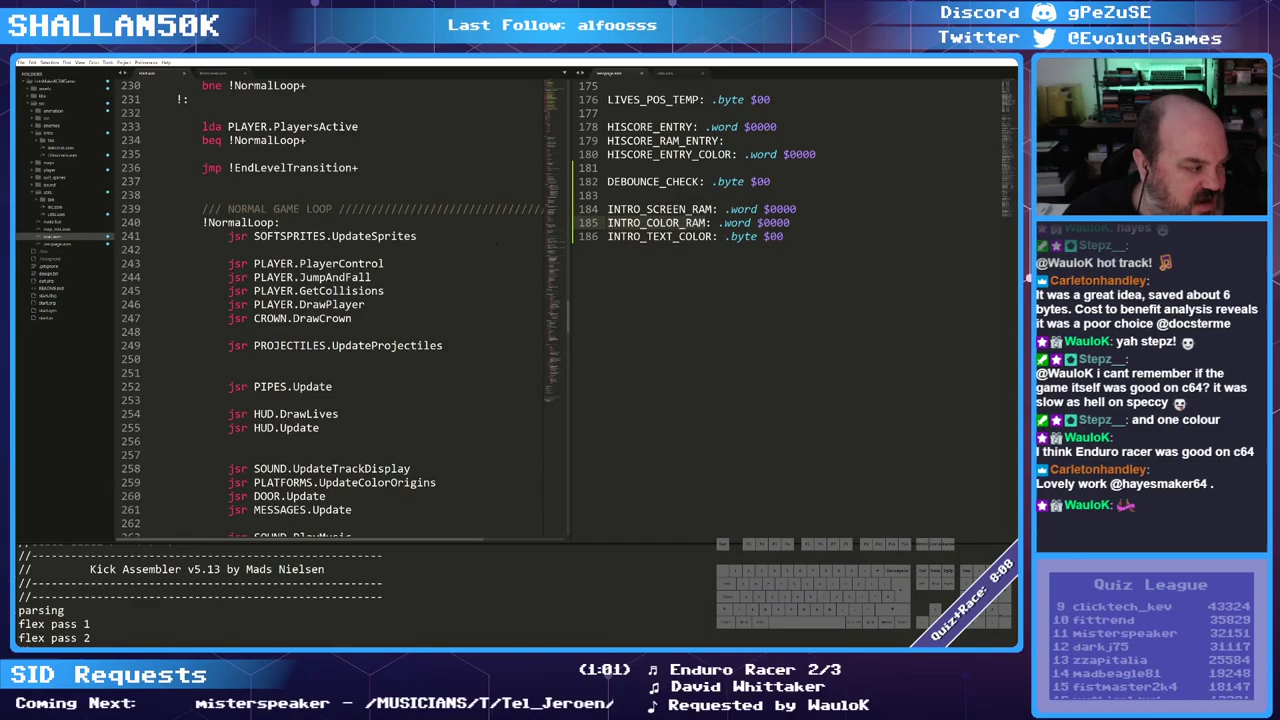 SHALLAN50K
Last Follow: alfoosss
Discord gPeZuSE
Twitter @EvoluteGames
FOLDERS
230 bne !NormalLoop+
231 !:
232
233 lda PLAYER.PlayersActive
234 beq !NormalLoop+
235
236 jmp !EndLevelTransition+
237
238
239 /// NORMAL GAME LOOP /////////////////////////////////
240 !NormalLoop:
241 jsr SOFTSPRITES.UpdateSprites
242
243 jsr PLAYER.PlayerControl
244 jsr PLAYER.JumpAndFall
245 jsr PLAYER.GetCollisions
246 jsr PLAYER.DrawPlayer
247 jsr CROWN.DrawCrown
248
249 jsr PROJECTILES.UpdateProjectiles
250
251
252 jsr PIPES.Update
253
254 jsr HUD.DrawLives
255 jsr HUD.Update
256
257
258 jsr SOUND.UpdateTrackDisplay
259 jsr PLATFORMS.UpdateColorOrigins
260 jsr DOOR.Update
261 jsr MESSAGES.Update
262
jsr SOUND.PlayMusic
175
176 LIVES_POS_TEMP: .byte $00
177
178 HISCORE_ENTRY: .word $0000
179 HISCORE_RAM_ENTRY:
180 HISCORE_ENTRY_COLOR: .word $0000
181
182 DEBOUNCE_CHECK: .byte $00
183
184 INTRO_SCREEN_RAM: .word $0000
185 INTRO_COLOR_RAM: .word $0000
186 INTRO_TEXT_COLOR: .byte $00
//------------------------------------------------------
// Kick Assembler v5.13 by Mads Nielsen
//------------------------------------------------------
//------------------------------------------------------
parsing
flex pass 1
flex pass 2
Quiz+Race: 8:08
WauloK: hayes
Stepz__:
@WauloK hot track!
Carletonhandley:
It was a great idea, saved about 6
bytes. Cost to benefit analysis reveals
it was a poor choice @docsterme
WauloK: yah stepz!
Stepz__:
@WauloK i cant remember if the
game itself was good on c64? it was
slow as hell on speccy
Stepz__: and one colour
WauloK:
I think Enduro racer was good on c64
Carletonhandley:
Lovely work @hayesmaker64 .
WauloK:
Quiz League
9 clicktech_kev 43324
10 fittrend 35829
11 misterspeaker 32151
12 darkj75 31149
13 zzapitalia 25584
14 madbeagle81 19248
15 fistmaster2k4 18147
SID Requests
(1:01) ♫ Enduro Racer 2/3
♫ David Whittaker
♪ Requested by WauloK
Coming Next: misterspeaker - /MUSiCiANS/T/Tel_Jeroen/